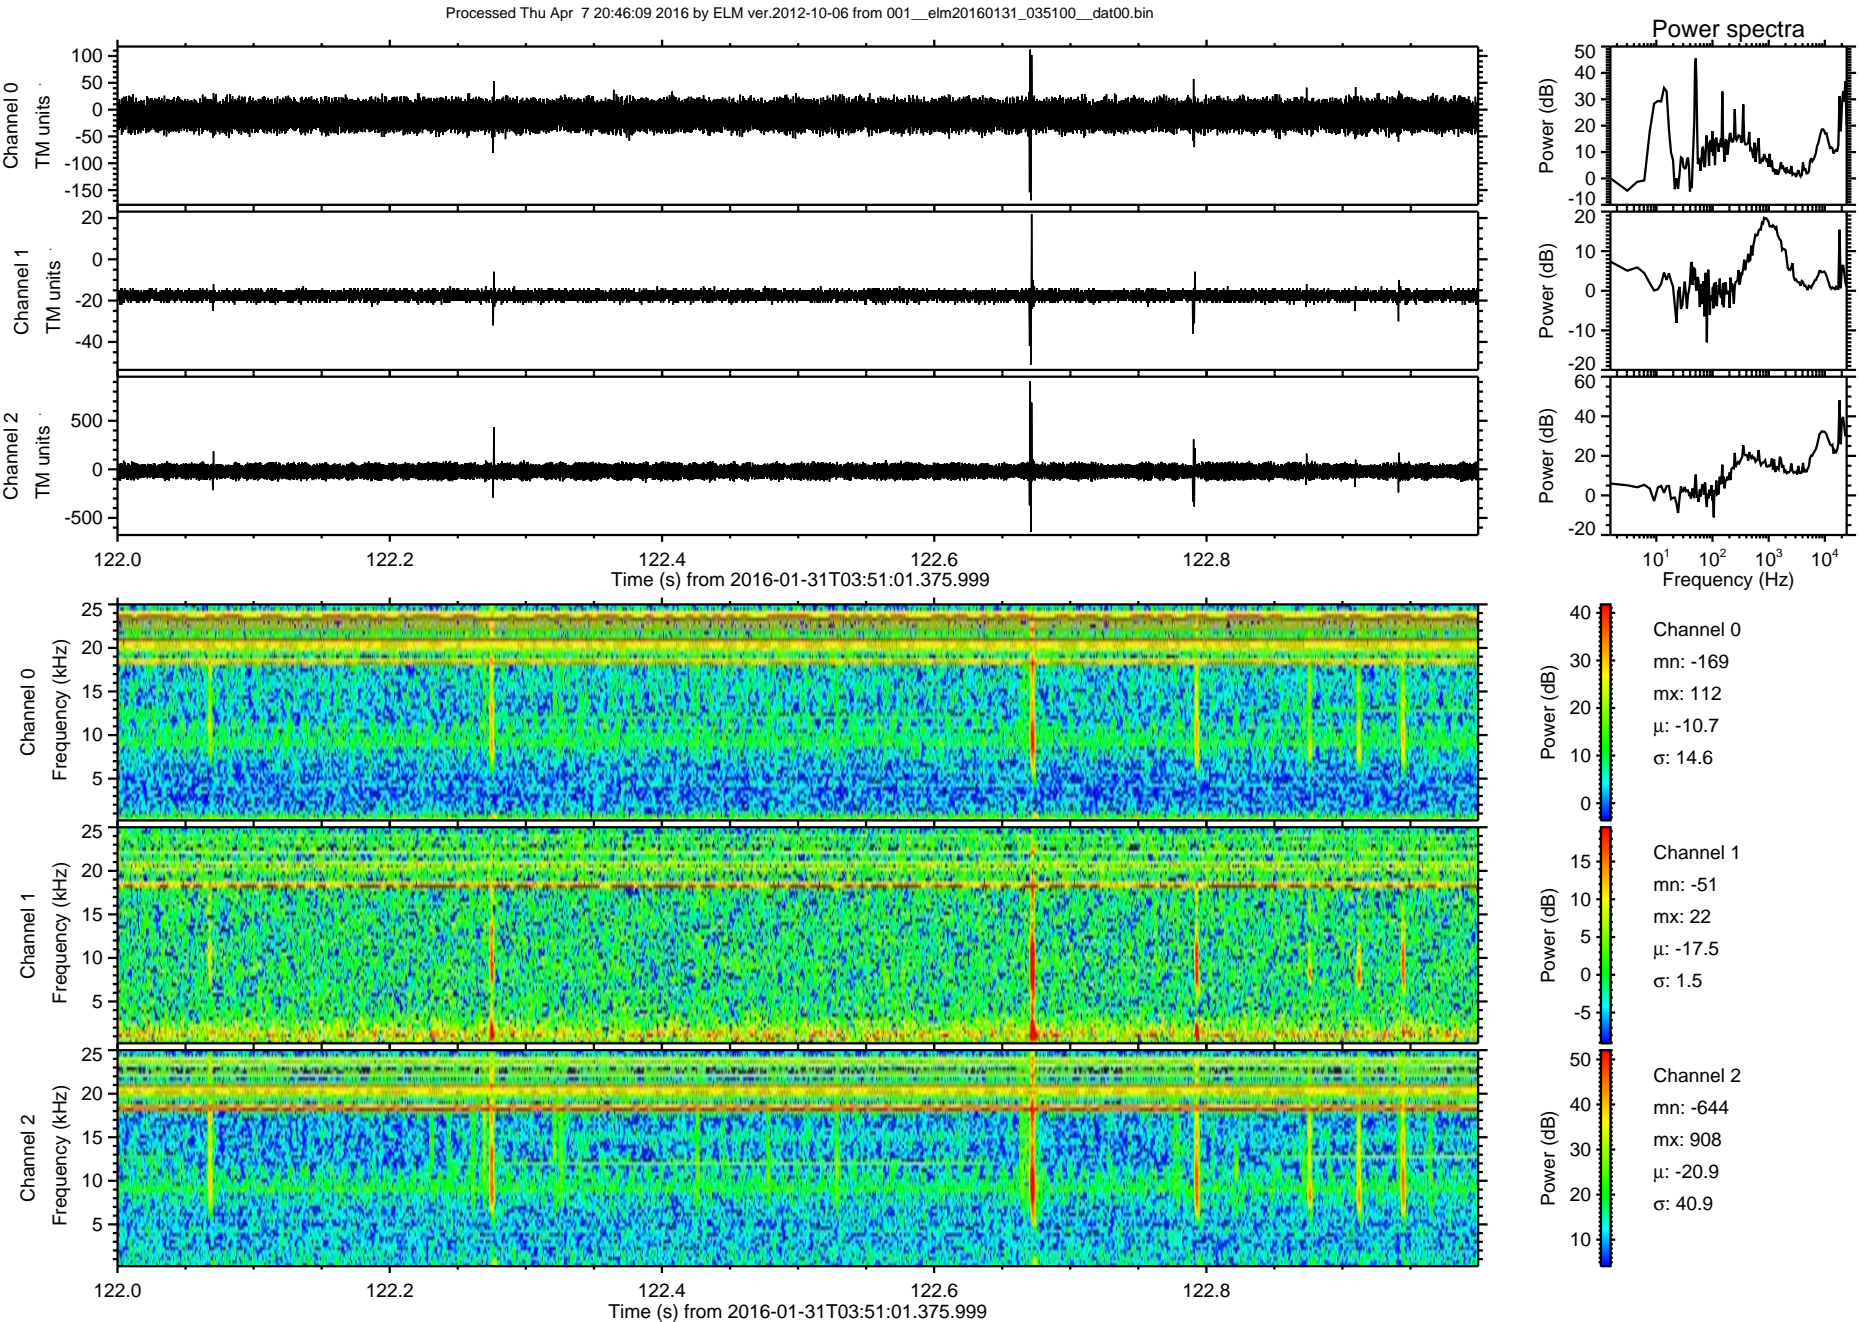 Processed Thu Apr  7 20:46:09 2016 by ELM ver.2012-10-06 from 001__elm20160131_035100__dat00.bin
Power spectra
Channel 0
TM units
100
50
0
-50
-100
-150
Power (dB)
50
40
30
20
10
0
-10
Channel 1
TM units
20
0
-20
-40
Power (dB)
20
10
0
-10
-20
Channel 2
TM units
500
0
-500
Power (dB)
60
40
20
0
-20
122.0
122.2
122.4
122.6
122.8
Time (s) from 2016-01-31T03:51:01.375.999
10^1
10^2
10^3
10^4
Frequency (Hz)
Channel 0
Frequency (kHz)
25
20
15
10
5
Power (dB)
40
30
20
10
0
Channel 0
mn: -169
mx: 112
μ: -10.7
σ: 14.6
Channel 1
Frequency (kHz)
25
20
15
10
5
Power (dB)
15
10
5
0
-5
Channel 1
mn: -51
mx: 22
μ: -17.5
σ: 1.5
Channel 2
Frequency (kHz)
25
20
15
10
5
Power (dB)
50
40
30
20
10
Channel 2
mn: -644
mx: 908
μ: -20.9
σ: 40.9
122.0
122.2
122.4
122.6
122.8
Time (s) from 2016-01-31T03:51:01.375.999